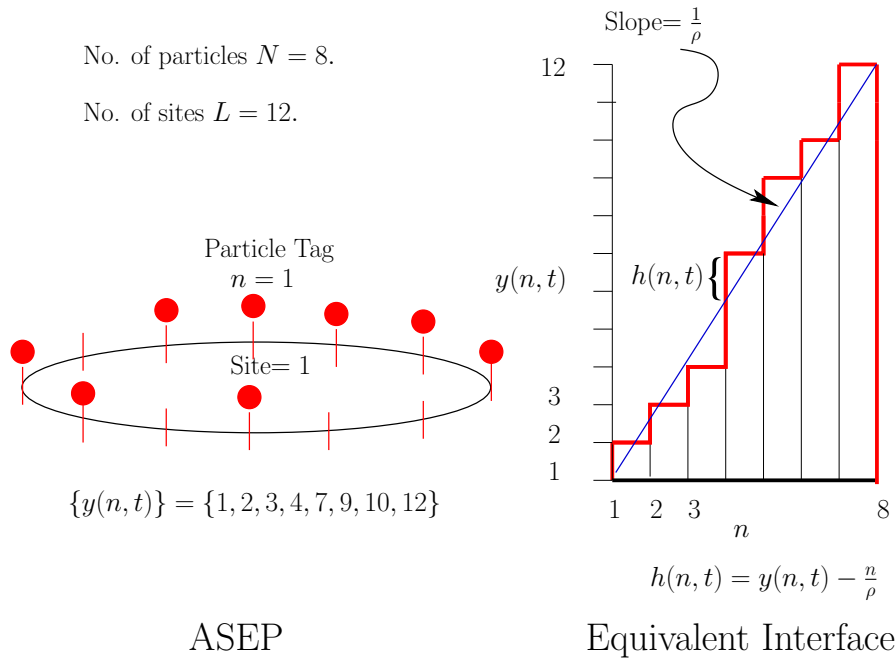 No. of particles N = 8.
No. of sites L = 12.
Particle Tag
n = 1
Site= 1
{y(n, t)} = {1, 2, 3, 4, 7, 9, 10, 12}
ASEP
Slope= 1/ρ
12
y(n, t)
h(n, t)
3
2
1
1
2
3
8
n
h(n, t) = y(n, t) − n/ρ
Equivalent Interface